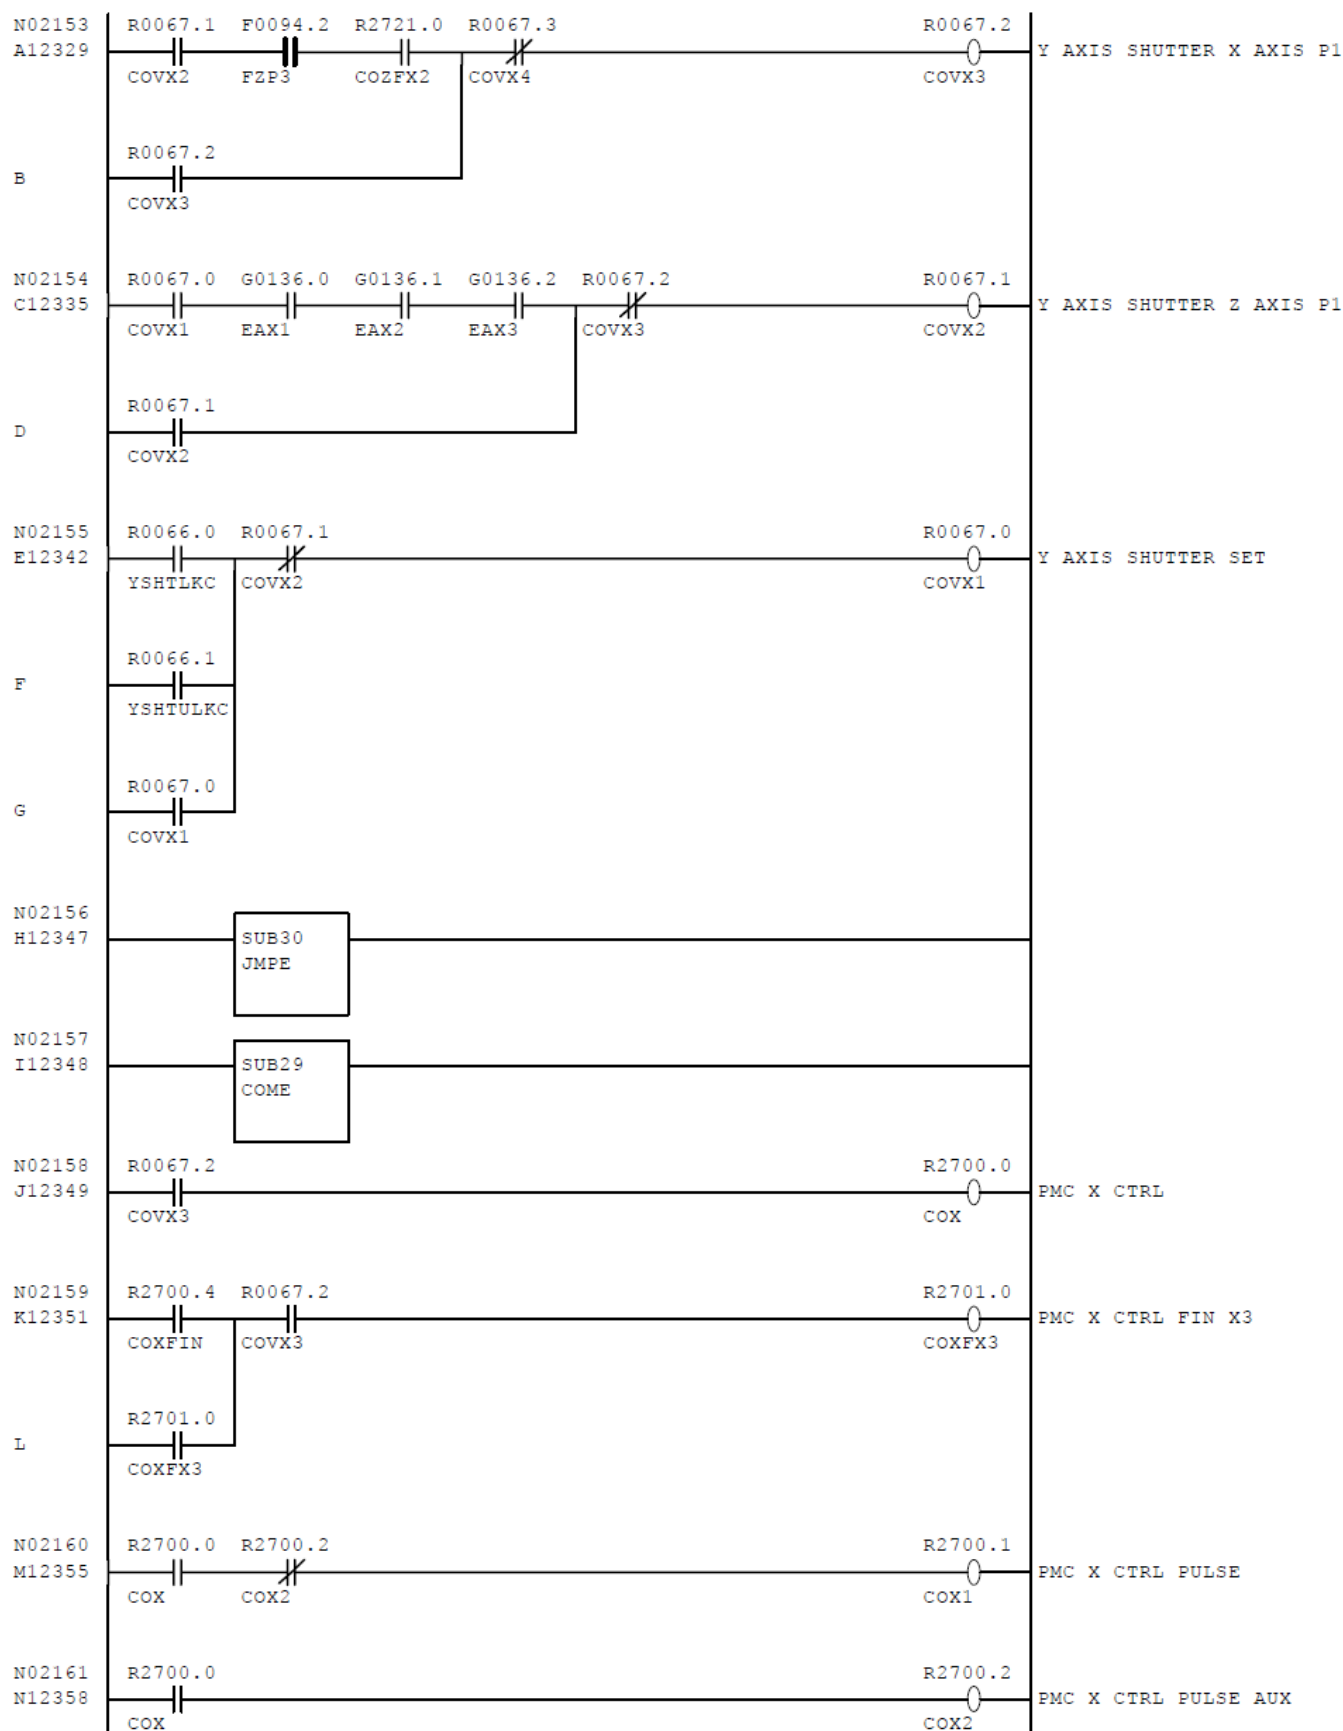 N02153 R0067.1 F0094.2 R2721.0 R0067.3 R0067.2
A12329 Y AXIS SHUTTER X AXIS P1
COVX2 FZP3 COZFX2 COVX4 COVX3
R0067.2
B
COVX3
N02154 R0067.0 G0136.0 G0136.1 G0136.2 R0067.2 R0067.1
C12335 Y AXIS SHUTTER Z AXIS P1
COVX1 EAX1 EAX2 EAX3 COVX3 COVX2
R0067.1
D
COVX2
N02155 R0066.0 R0067.1 R0067.0
E12342 Y AXIS SHUTTER SET
YSHTLKC COVX2 COVX1
R0066.1
F
YSHTULKC
R0067.0
G
COVX1
N02156
H12347 SUB30
JMPE
N02157
I12348 SUB29
COME
N02158 R0067.2 R2700.0
J12349 PMC X CTRL
COVX3 COX
N02159 R2700.4 R0067.2 R2701.0
K12351 PMC X CTRL FIN X3
COXFIN COVX3 COXFX3
R2701.0
L
COXFX3
N02160 R2700.0 R2700.2 R2700.1
M12355 PMC X CTRL PULSE
COX COX2 COX1
N02161 R2700.0 R2700.2
N12358 PMC X CTRL PULSE AUX
COX COX2